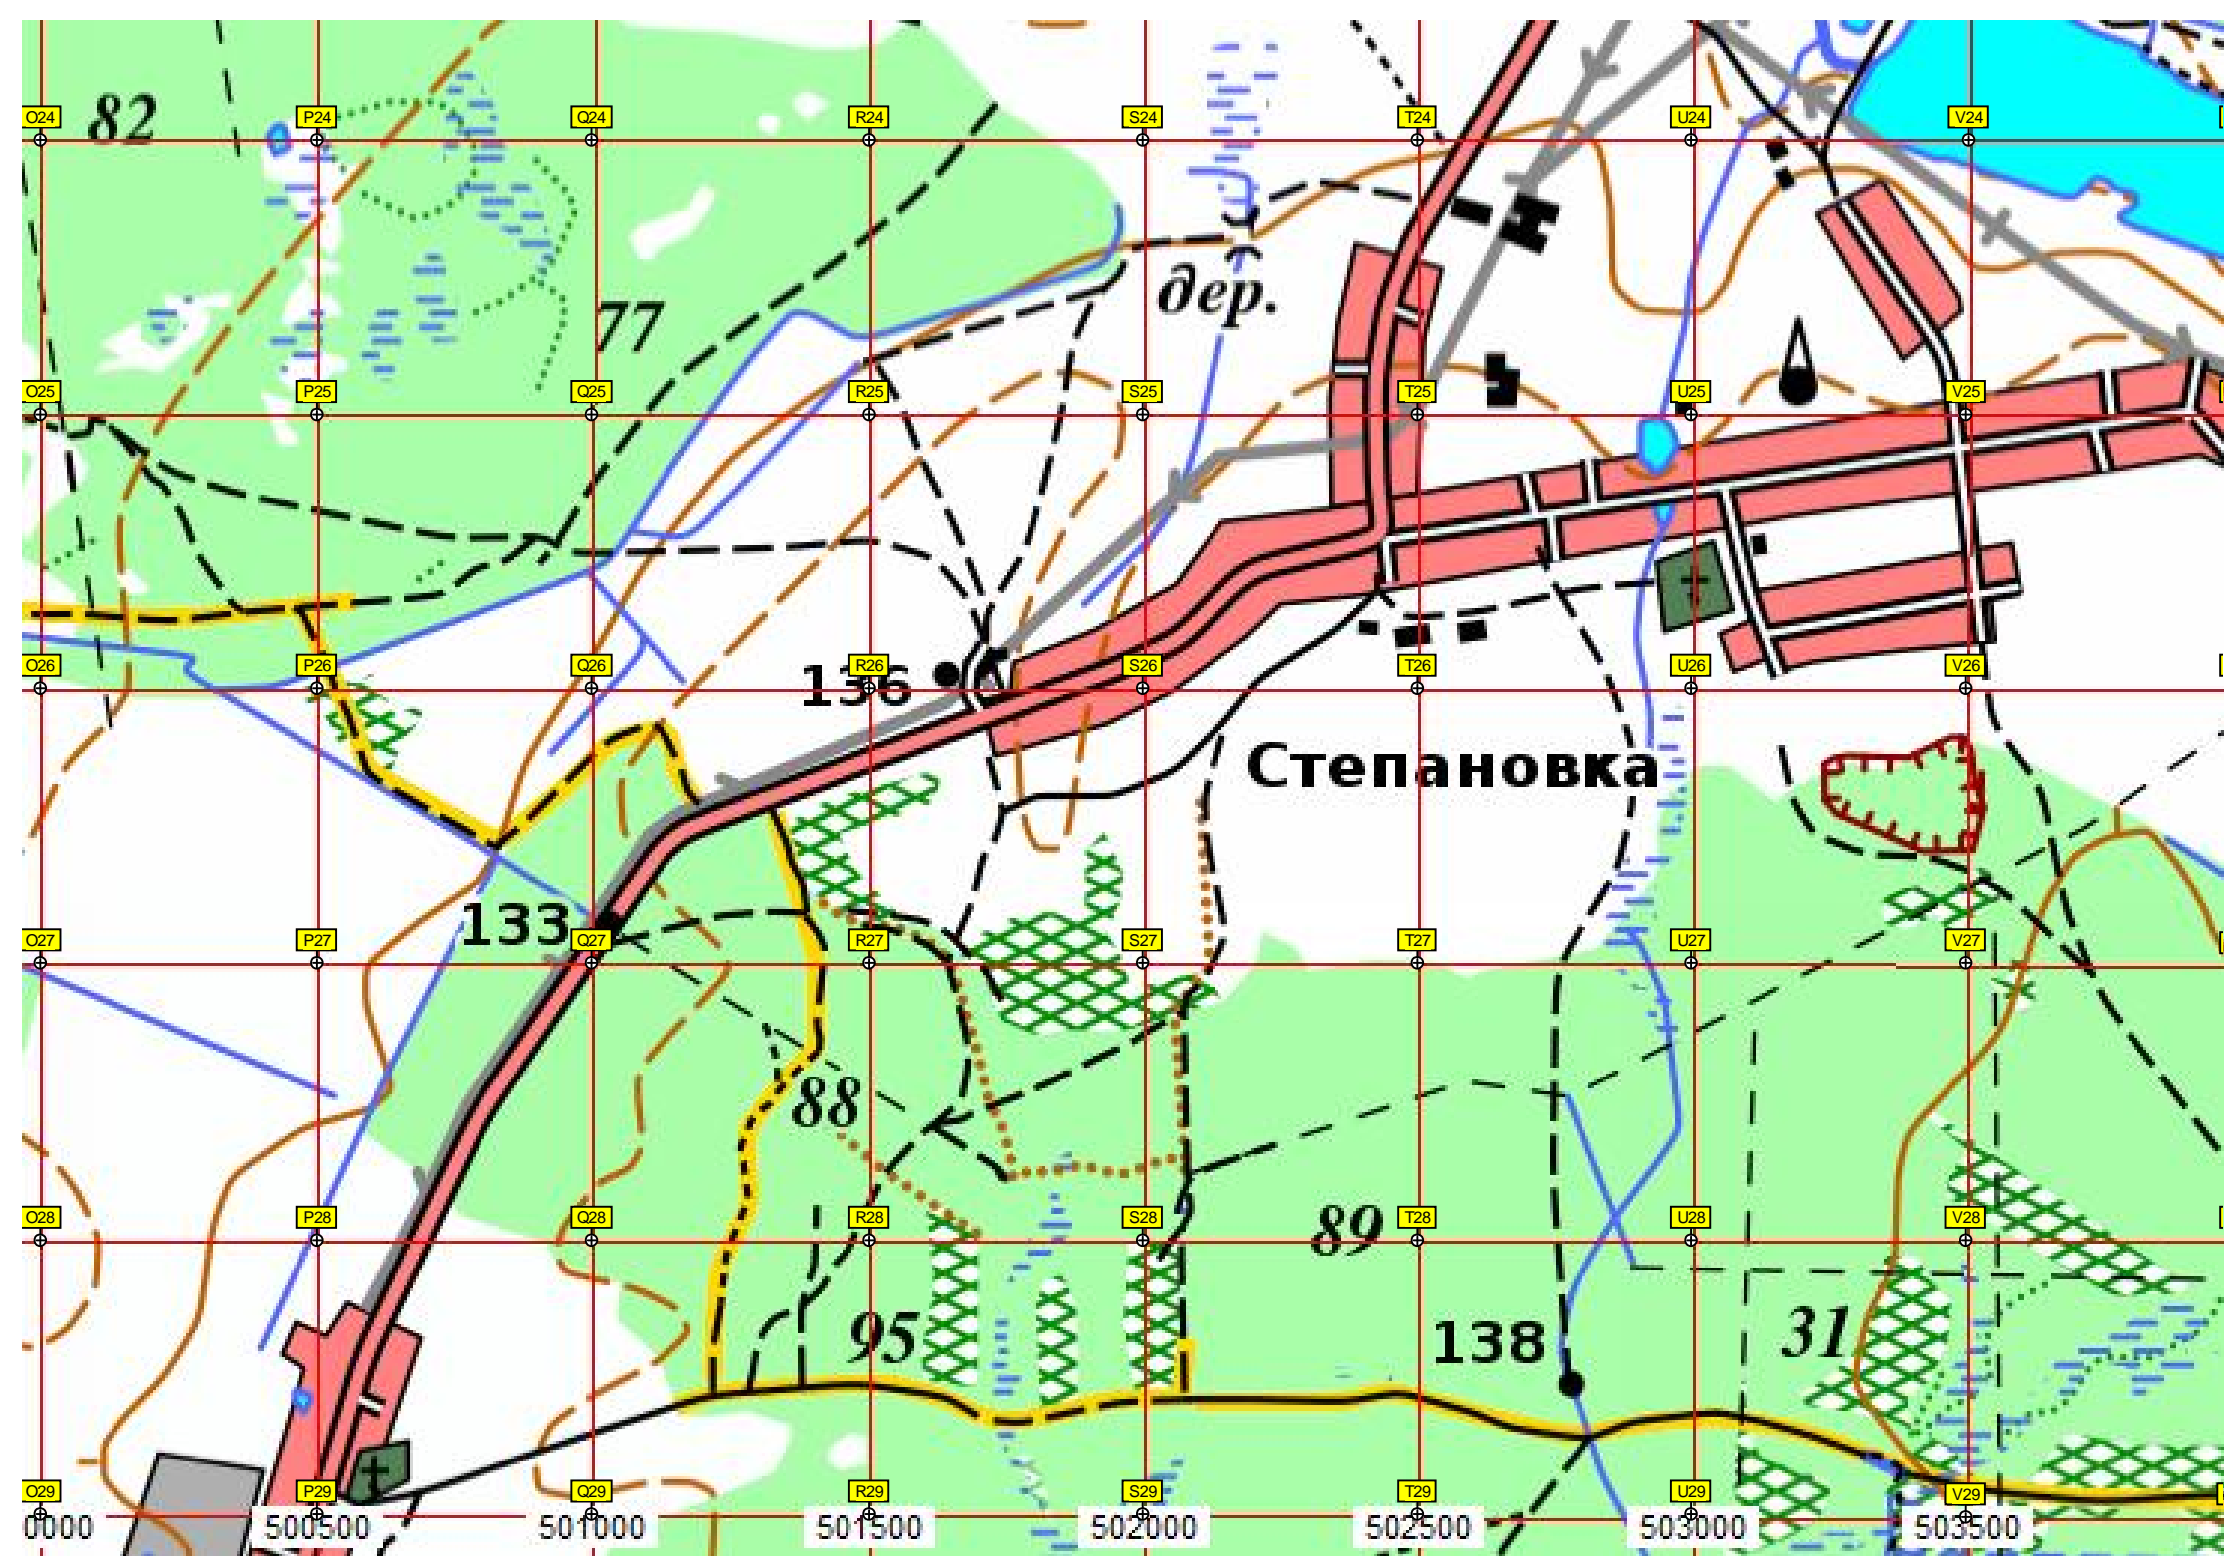 O24 P24 Q24 R24 S24 T24 U24 V24
82
дер.
77
O25 P25 Q25 R25 S25 T25 U25 V25
O26 P26 Q26 R26 S26 T26 U26 V26
136
Степановка
133
O27 P27 Q27 R27 S27 T27 U27 V27
88
O28 P28 Q28 R28 S28 T28 U28 V28
89
95
138
31
O29 P29 Q29 R29 S29 T29 U29 V29
0000 500500 501000 501500 502000 502500 503000 503500